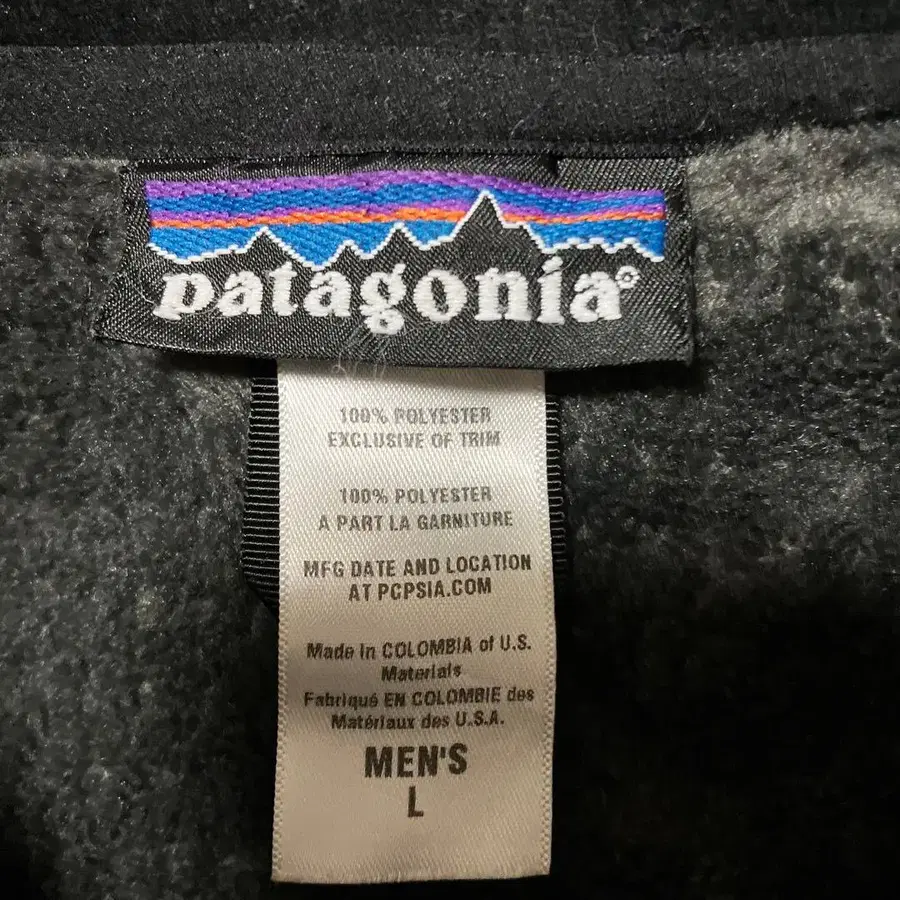 patagonia®
100% POLYESTER
EXCLUSIVE OF TRIM
100% POLYESTER
A PART LA GARNITURE
MFG DATE AND LOCATION
AT PCPSIA.COM
Made in COLOMBIA of U.S.
Materials
Fabriqué EN COLOMBIE des
Matériaux des U.S.A.
MEN'S
L